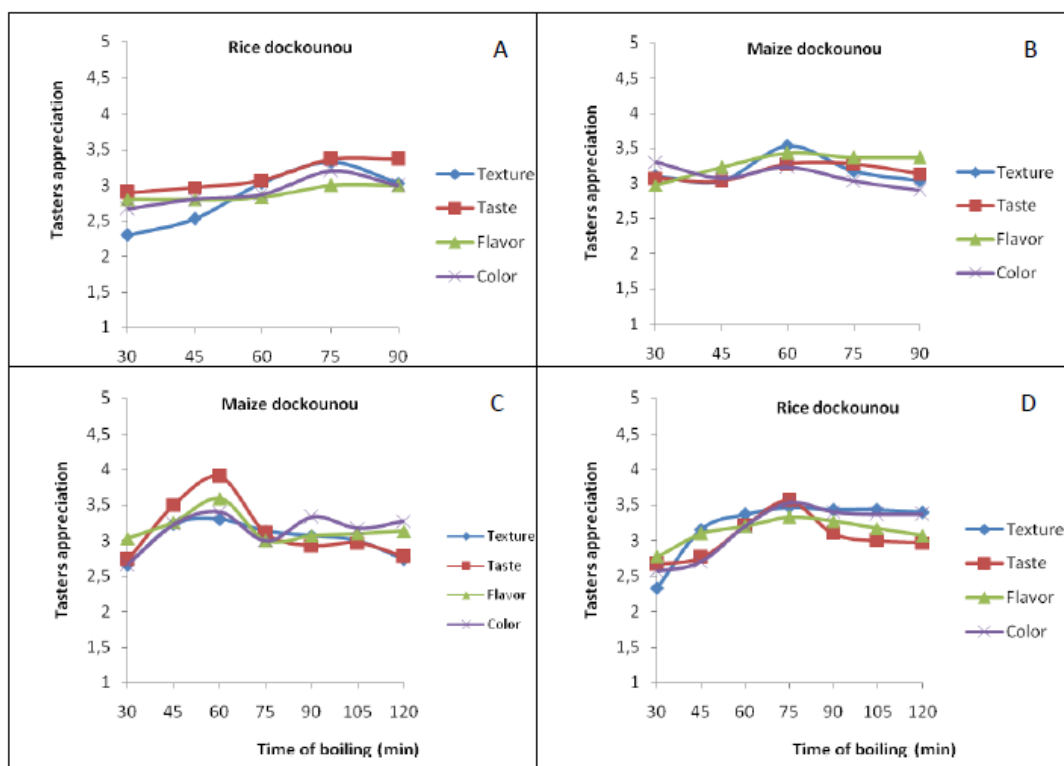 Rice dockounou
A
Tasters appreciation
5
4,5
4
3,5
3
2,5
2
1,5
1
30 45 60 75 90
Texture
Taste
Flavor
Color
Maize dockounou
B
Tasters appreciation
5
4,5
4
3,5
3
2,5
2
1,5
1
30 45 60 75 90
Texture
Taste
Flavor
Color
Maize dockounou
C
Tasters appreciation
5
4,5
4
3,5
3
2,5
2
1,5
1
30 45 60 75 90 105 120
Time of boiling (min)
Texture
Taste
Flavor
Color
Rice dockounou
D
Tasters appreciation
5
4,5
4
3,5
3
2,5
2
1,5
1
30 45 60 75 90 105 120
Time of boiling (min)
Texture
Taste
Flavor
Color